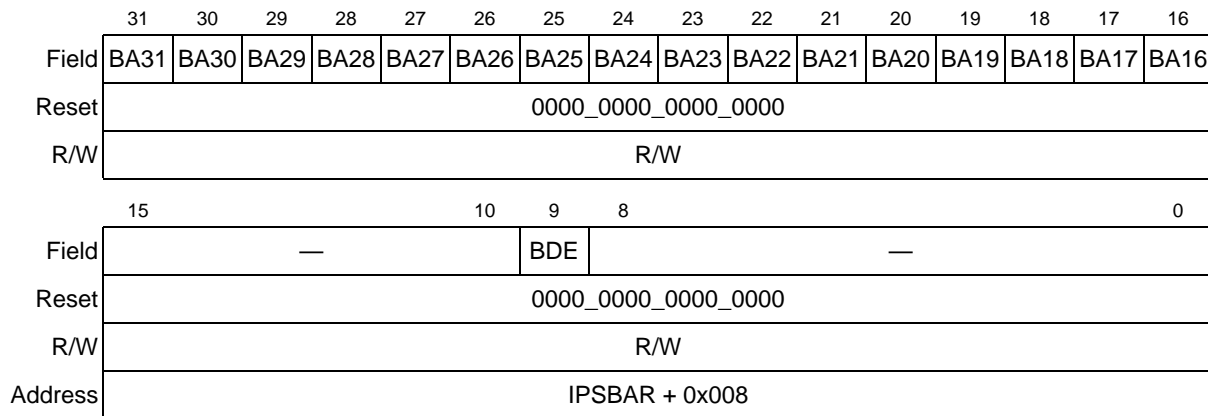 31 30 29 28 27 26 25 24 23 22 21 20 19 18 17 16
Field BA31 BA30 BA29 BA28 BA27 BA26 BA25 BA24 BA23 BA22 BA21 BA20 BA19 BA18 BA17 BA16
Reset 0000_0000_0000_0000
R/W R/W
15 10 9 8 0
Field — BDE —
Reset 0000_0000_0000_0000
R/W R/W
Address IPSBAR + 0x008